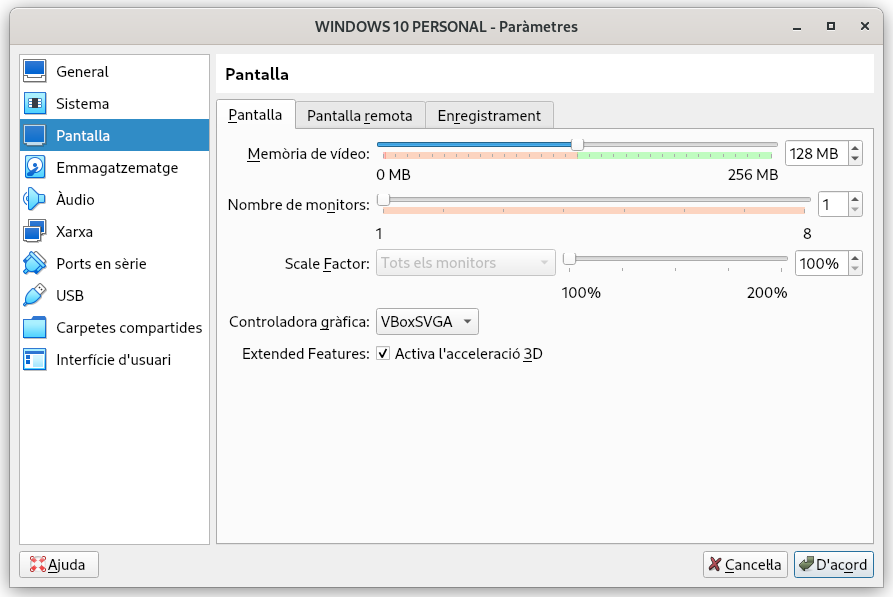 WINDOWS 10 PERSONAL - Paràmetres
General
Sistema
Pantalla
Emmagatzematge
Àudio
Xarxa
Ports en sèrie
USB
Carpetes compartides
Interfície d'usuari
Pantalla
Pantalla Pantalla remota Enregistrament
Memòria de vídeo: 128 MB
0 MB 256 MB
Nombre de monitors: 1
1 8
Scale Factor: Tots els monitors 100%
100% 200%
Controladora gràfica: VBoxSVGA
Extended Features: Activa l'acceleració 3D
Ajuda Cancel·la D'acord